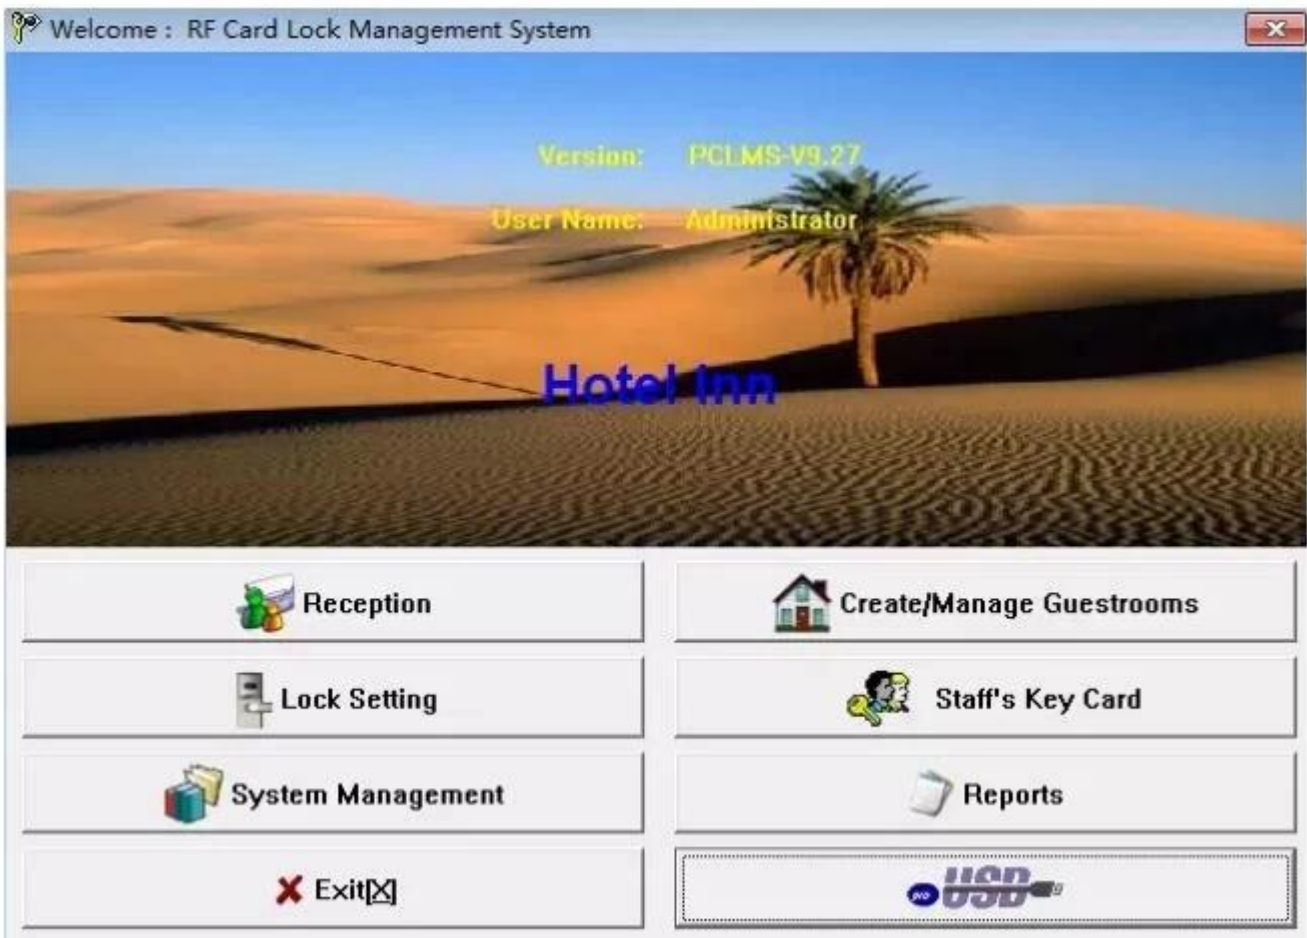 Welcome : RF Card Lock Management System
Version: PCLMS-V9.27
User Name: Administrator
Hotel Inn
Reception
Create/Manage Guestrooms
Lock Setting
Staff's Key Card
System Management
Reports
Exit[X]
pro USB